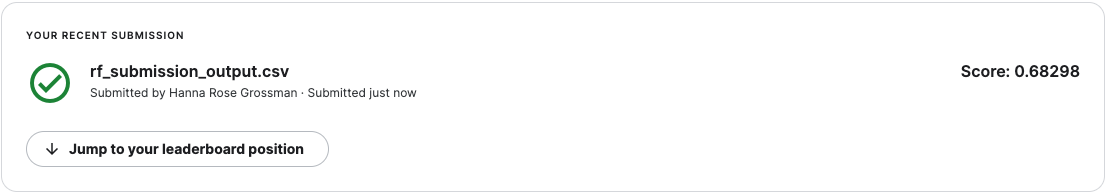 YOUR RECENT SUBMISSION
rf_submission_output.csv
Score: 0.68298
Submitted by Hanna Rose Grossman · Submitted just now
Jump to your leaderboard position